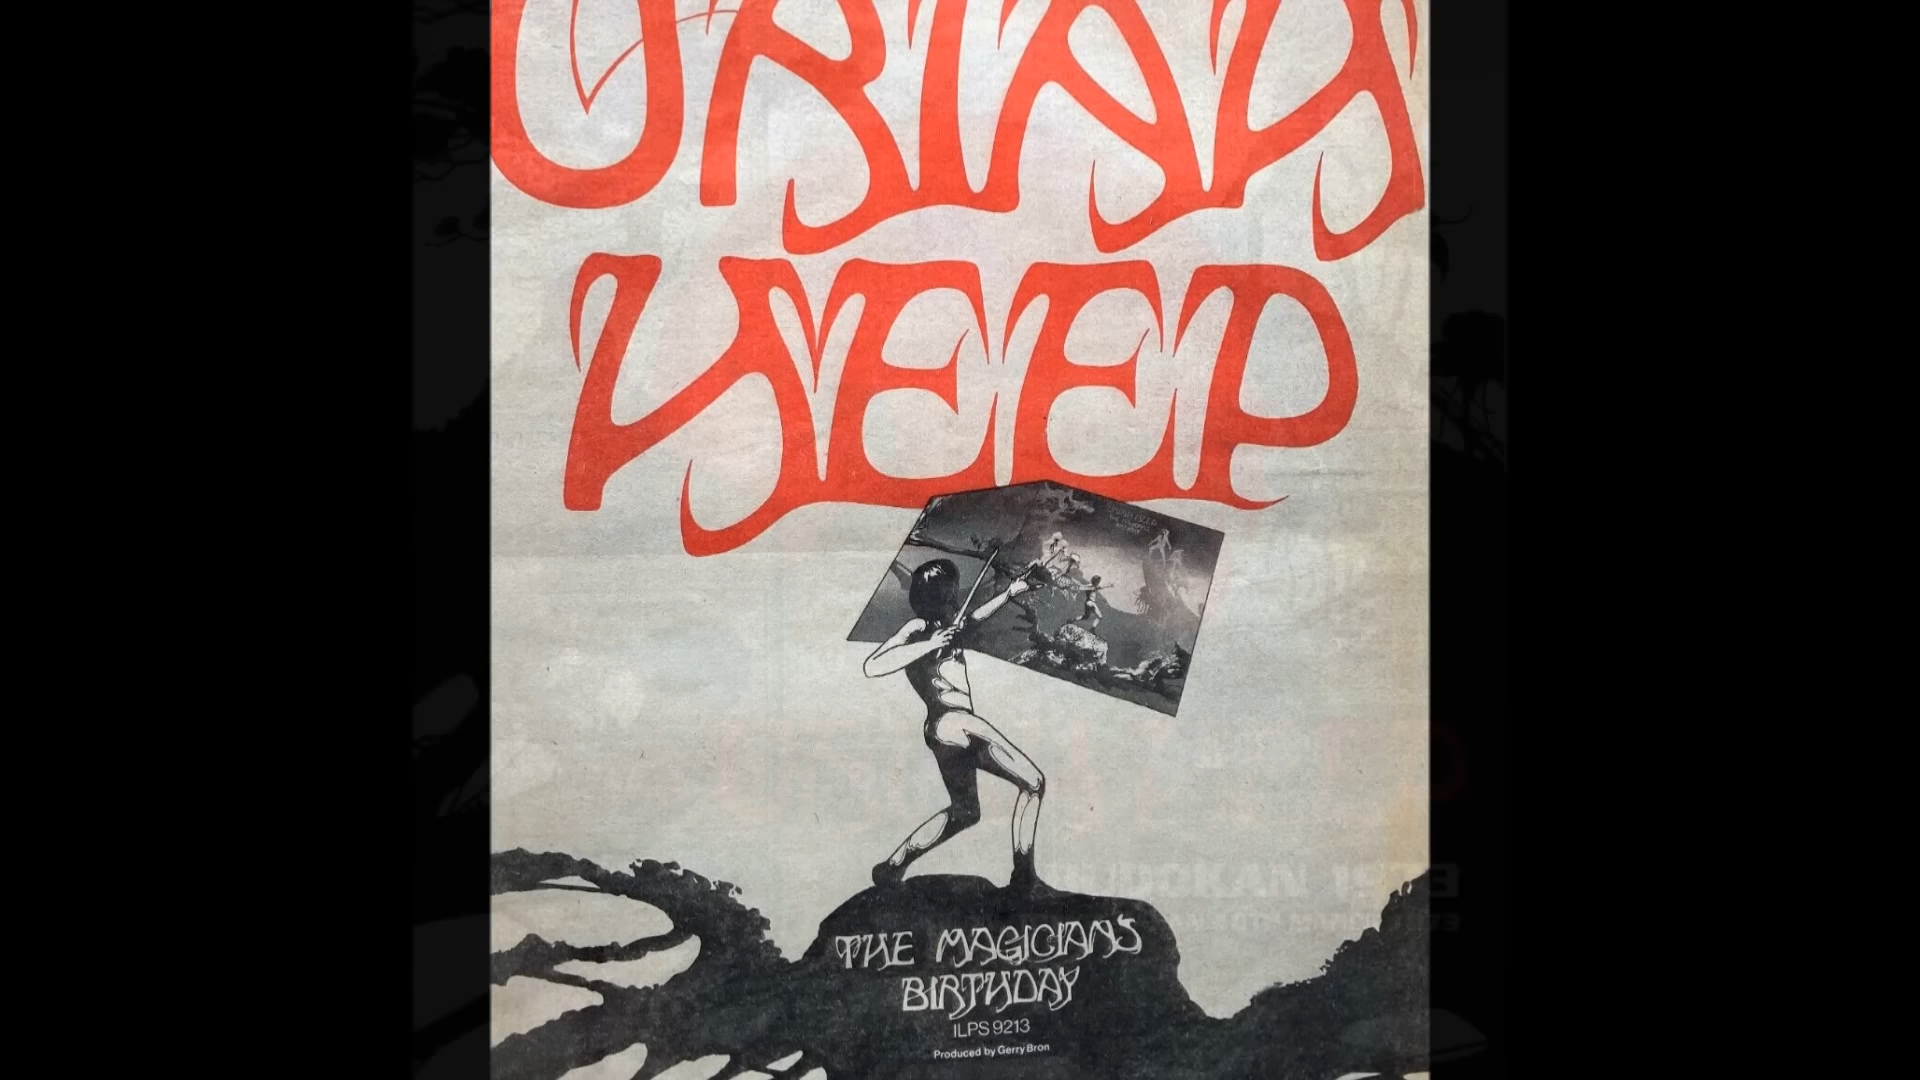 URIAH
HEEP
THE MAGICIAN'S
BIRTHDAY
ILPS 9213
Produced by Gerry Bron